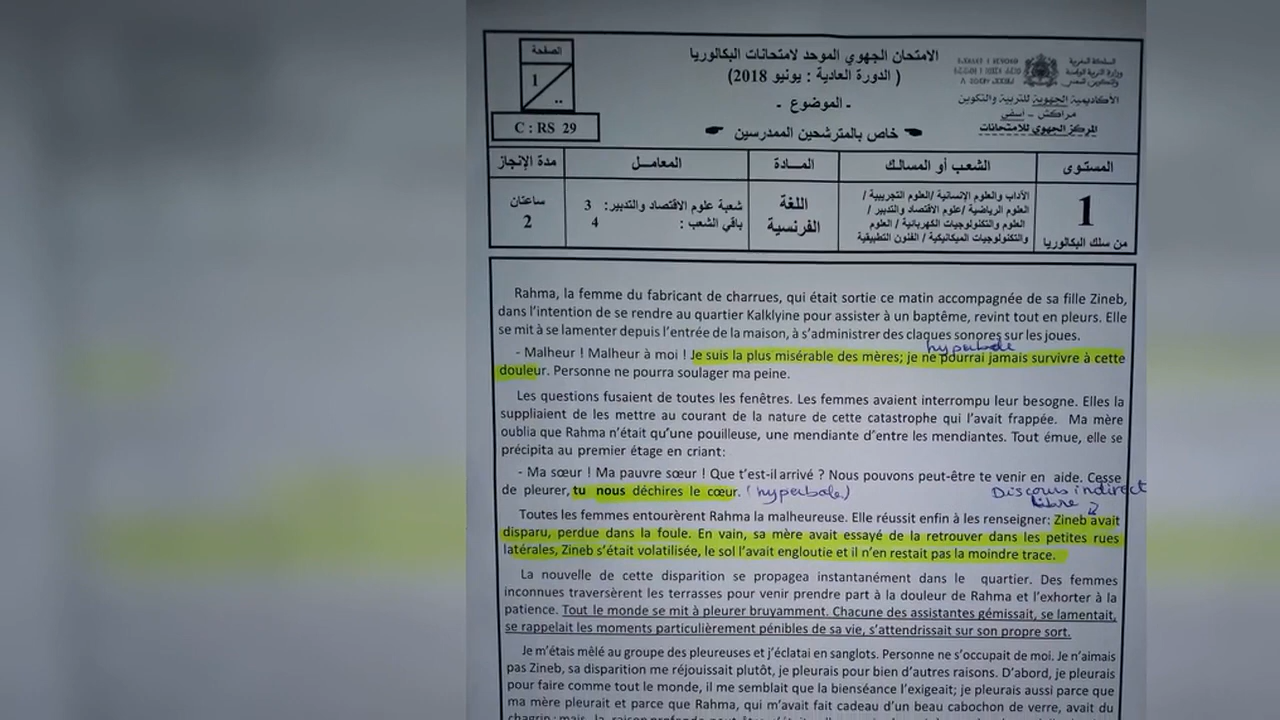 الصفحة
1
..
C : RS 29
الامتحان الجهوي الموحد لامتحانات البكالوريا
( الدورة العادية : يونيو 2018)
- الموضوع -
خاص بالمترشحين الممدرسين
المملكة المغربية
وزارة التربية الوطنية
والتكوين المهني
الأكاديمية الجهوية للتربية والتكوين
مراكش - أسفي
المركز الجهوي للامتحانات
المستوى
الشعب أو المسالك
المــادة
المعامل
مدة الإنجاز
1
من سلك البكالوريا
الآداب والعلوم الإنسانية /العلوم التجريبية /
العلوم الرياضية /علوم الاقتصاد والتدبير /
العلوم والتكنولوجيات الكهربائية / العلوم
والتكنولوجيات الميكانيكية / الفنون التطبيقية
اللغة
الفرنسية
شعبة علوم الاقتصاد والتدبير: 3
باقي الشعب : 4
ساعتان
2
Rahma, la femme du fabricant de charrues, qui était sortie ce matin accompagnée de sa fille Zineb,
dans l'intention de se rendre au quartier Kalklyine pour assister à un baptême, revint tout en pleurs. Elle
se mit à se lamenter depuis l'entrée de la maison, à s'administrer des claques sonores sur les joues.
hyperbole
- Malheur ! Malheur à moi ! Je suis la plus misérable des mères; je ne pourrai jamais survivre à cette
douleur. Personne ne pourra soulager ma peine.
Les questions fusaient de toutes les fenêtres. Les femmes avaient interrompu leur besogne. Elles la
suppliaient de les mettre au courant de la nature de cette catastrophe qui l'avait frappée. Ma mère
oublia que Rahma n'était qu'une pouilleuse, une mendiante d'entre les mendiantes. Tout émue, elle se
précipita au premier étage en criant:
- Ma sœur ! Ma pauvre sœur ! Que t'est-il arrivé ? Nous pouvons peut-être te venir en aide. Cesse
de pleurer, tu nous déchires le cœur. (hyperbole) Discours indirect
libre
Toutes les femmes entourèrent Rahma la malheureuse. Elle réussit enfin à les renseigner: Zineb avait
disparu, perdue dans la foule. En vain, sa mère avait essayé de la retrouver dans les petites rues
latérales, Zineb s'était volatilisée, le sol l'avait engloutie et il n'en restait pas la moindre trace.
La nouvelle de cette disparition se propagea instantanément dans le quartier. Des femmes
inconnues traversèrent les terrasses pour venir prendre part à la douleur de Rahma et l'exhorter à la
patience. Tout le monde se mit à pleurer bruyamment. Chacune des assistantes gémissait, se lamentait,
se rappelait les moments particulièrement pénibles de sa vie, s'attendrissait sur son propre sort.
Je m'étais mêlé au groupe des pleureuses et j'éclatai en sanglots. Personne ne s'occupait de moi. Je n'aimais
pas Zineb, sa disparition me réjouissait plutôt, je pleurais pour bien d'autres raisons. D'abord, je pleurais
pour faire comme tout le monde, il me semblait que la bienséance l'exigeait; je pleurais aussi parce que
ma mère pleurait et parce que Rahma, qui m'avait fait cadeau d'un beau cabochon de verre, avait du
chagrin; mais la raison profonde